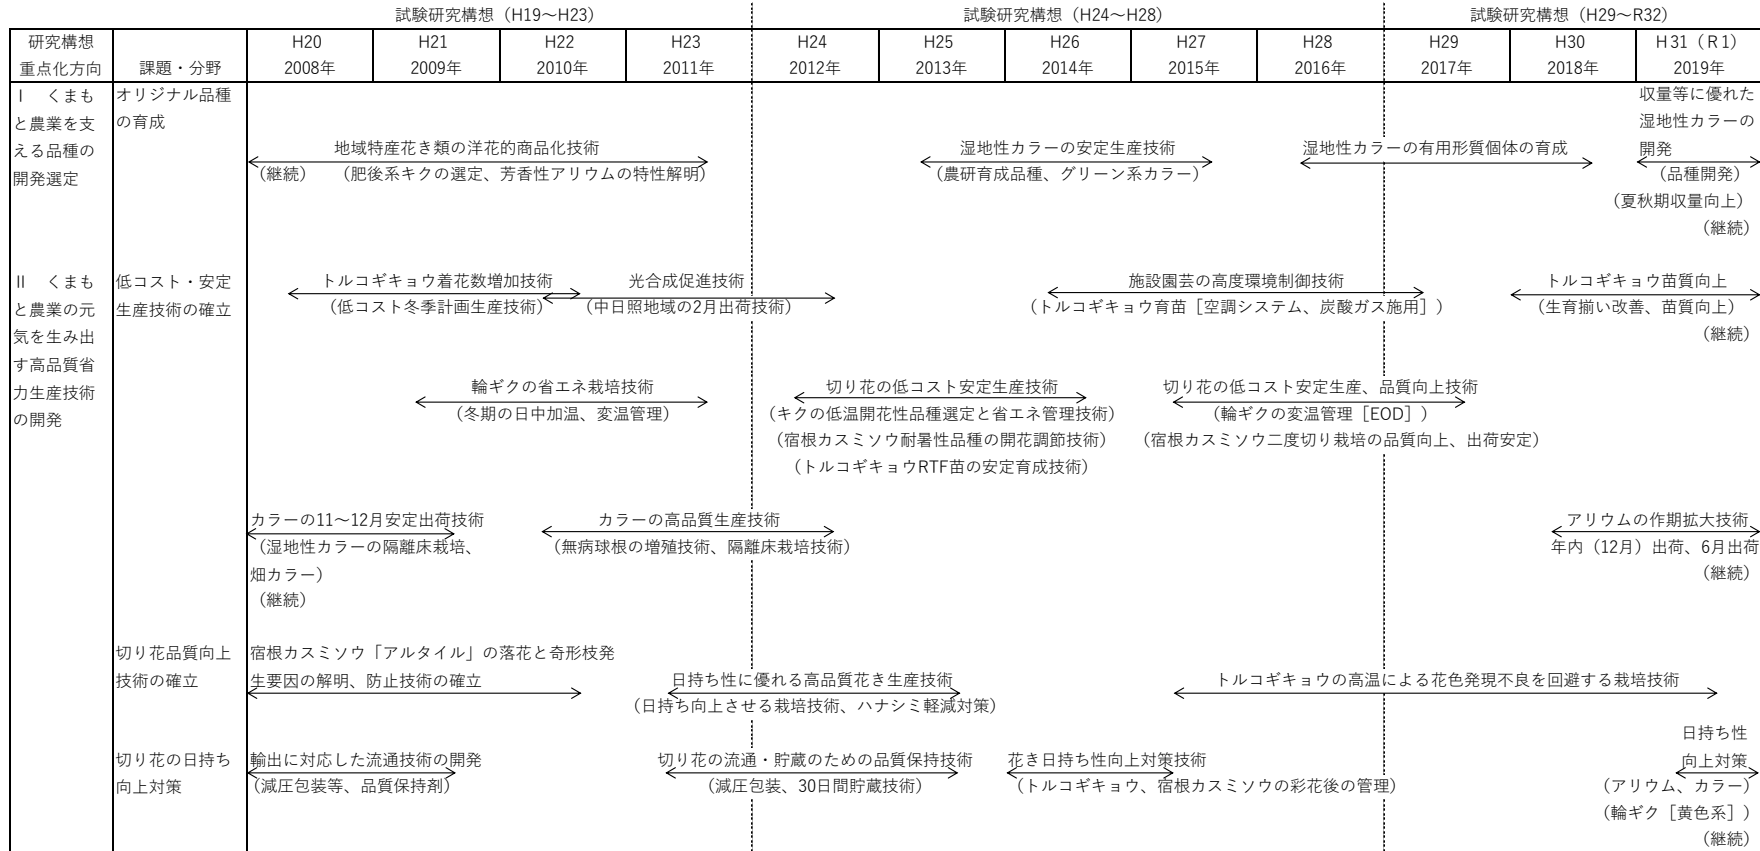 試験研究構想（H19～H23）
試験研究構想（H24～H28）
試験研究構想（H29～R32）
研究構想
重点化方向
課題・分野
H20
2008年
H21
2009年
H22
2010年
H23
2011年
H24
2012年
H25
2013年
H26
2014年
H27
2015年
H28
2016年
H29
2017年
H30
2018年
H31（R1）
2019年
Ⅰ　くまも
と農業を支
える品種の
開発選定
オリジナル品種
の育成
地域特産花き類の洋花的商品化技術
（継続）　（肥後系キクの選定、芳香性アリウムの特性解明）
湿地性カラーの安定生産技術
（農研育成品種、グリーン系カラー）
湿地性カラーの有用形質個体の育成
収量等に優れた
湿地性カラーの
開発
（品種開発）
（夏秋期収量向上）
（継続）
Ⅱ　くまも
と農業の元
気を生み出
す高品質省
力生産技術
の開発
低コスト・安定
生産技術の確立
トルコギキョウ着花数増加技術
（低コスト冬季計画生産技術）
光合成促進技術
（中日照地域の2月出荷技術）
施設園芸の高度環境制御技術
（トルコギキョウ育苗［空調システム、炭酸ガス施用］）
トルコギキョウ苗質向上
（生育揃い改善、苗質向上）
（継続）
輪ギクの省エネ栽培技術
（冬期の日中加温、変温管理）
切り花の低コスト安定生産技術
（キクの低温開花性品種選定と省エネ管理技術）
（宿根カスミソウ耐暑性品種の開花調節技術）
（トルコギキョウRTF苗の安定育成技術）
切り花の低コスト安定生産、品質向上技術
（輪ギクの変温管理［EOD］）
（宿根カスミソウ二度切り栽培の品質向上、出荷安定）
カラーの11～12月安定出荷技術
（湿地性カラーの隔離床栽培、
畑カラー）
（継続）
カラーの高品質生産技術
（無病球根の増殖技術、隔離床栽培技術）
アリウムの作期拡大技術
年内（12月）出荷、6月出荷
（継続）
切り花品質向上
技術の確立
宿根カスミソウ「アルタイル」の落花と奇形枝発
生要因の解明、防止技術の確立
日持ち性に優れる高品質花き生産技術
（日持ち向上させる栽培技術、ハナシミ軽減対策）
トルコギキョウの高温による花色発現不良を回避する栽培技術
切り花の日持ち
向上対策
輸出に対応した流通技術の開発
（減圧包装等、品質保持剤）
切り花の流通・貯蔵のための品質保持技術
（減圧包装、30日間貯蔵技術）
花き日持ち性向上対策技術
（トルコギキョウ、宿根カスミソウの彩花後の管理）
日持ち性
向上対策
（アリウム、カラー）
（輪ギク［黄色系］）
（継続）